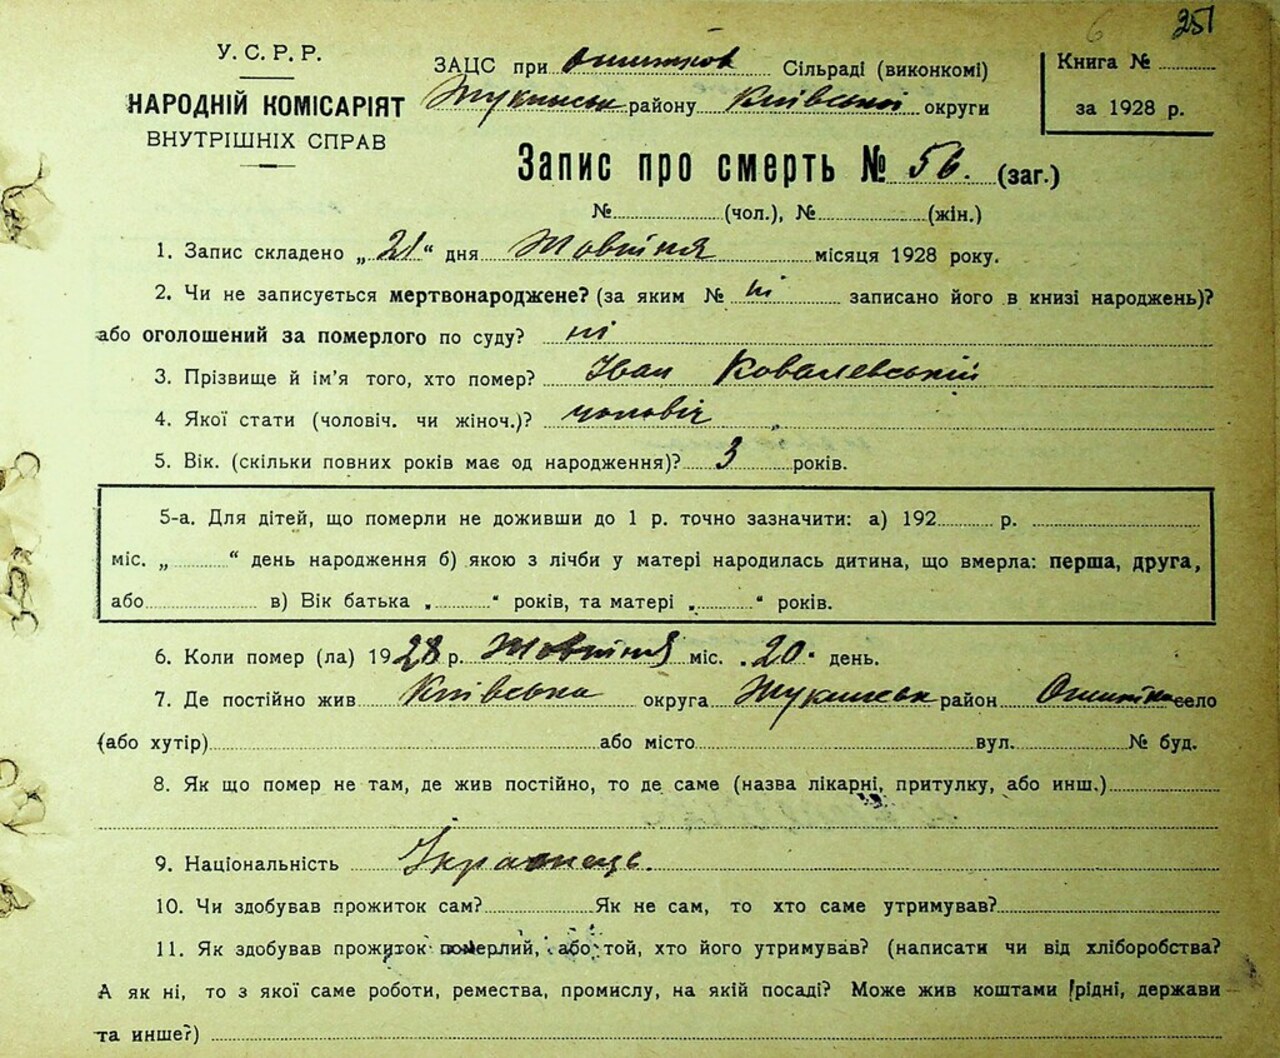 251
У. С. Р. Р.
НАРОДНІЙ КОМІСАРІЯТ
ВНУТРІШНІХ СПРАВ
ЗАЦС при Ошитков Сільраді (виконкомі)
Жукинськ району Київської округи
Книга №
за 1928 р.
Запис про смерть № 56. (заг.)
№ (чол.), № (жін.)
1. Запис складено „21“ дня Жовтня місяця 1928 року.
2. Чи не записується мертвонароджене? (за яким № ні записано його в книзі народжень)?
або оголошений за померлого по суду? ні
3. Прізвище й ім'я того, хто помер? Іван Ковалевській
4. Якої стати (чоловіч. чи жіноч.)? чоловіч
5. Вік. (скільки повних років має од народження)? 3 років.
5-а. Для дітей, що померли не доживши до 1 р. точно зазначити: а) 192 р.
міс. „ “ день народження б) якою з лічби у матері народилась дитина, що вмерла: перша, друга,
або в) Вік батька „ “ років, та матері „ “ років.
6. Коли помер (ла) 1928 р. Жовтня міс. „20“ день.
7. Де постійно жив Київська округа Жукинськ район Ошитки село
(або хутір) або місто вул. № буд.
8. Як що помер не там, де жив постійно, то де саме (назва лікарні, притулку, або инш.)
9. Національність Українець.
10. Чи здобував прожиток сам? Як не сам, то хто саме утримував?
11. Як здобував прожиток померлий, або той, хто його утримував? (написати чи від хліборобства?
А як ні, то з якої саме роботи, ремества, промислу, на якій посаді? Може жив коштами (рідні, держави
та инше?)